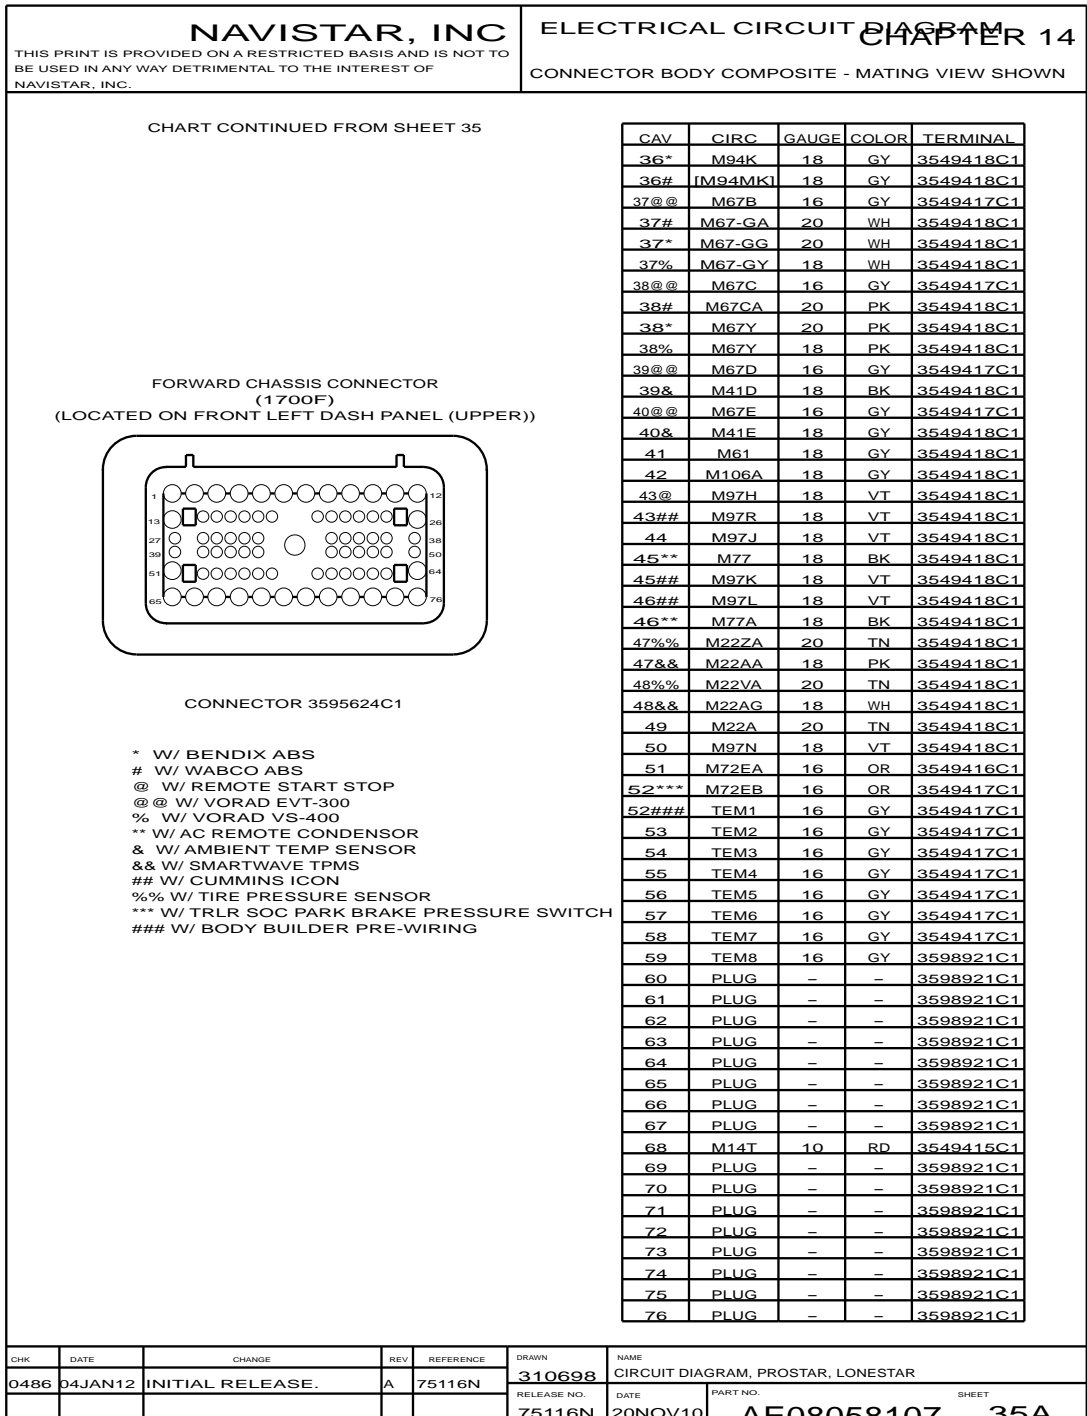 NAVISTAR, INC
THIS PRINT IS PROVIDED ON A RESTRICTED BASIS AND IS NOT TO
BE USED IN ANY WAY DETRIMENTAL TO THE INTEREST OF
NAVISTAR, INC.
ELECTRICAL CIRCUIT DIAGRAM
CHAPTER 14
CONNECTOR BODY COMPOSITE - MATING VIEW SHOWN
CHART CONTINUED FROM SHEET 35
FORWARD CHASSIS CONNECTOR
(1700F)
(LOCATED ON FRONT LEFT DASH PANEL (UPPER))
1 12
13 26
27 38
39 50
51 64
65 76
CONNECTOR 3595624C1
* W/ BENDIX ABS
# W/ WABCO ABS
@ W/ REMOTE START STOP
@@ W/ VORAD EVT-300
% W/ VORAD VS-400
** W/ AC REMOTE CONDENSOR
& W/ AMBIENT TEMP SENSOR
&& W/ SMARTWAVE TPMS
## W/ CUMMINS ICON
%% W/ TIRE PRESSURE SENSOR
*** W/ TRLR SOC PARK BRAKE PRESSURE SWITCH
### W/ BODY BUILDER PRE-WIRING
CAV CIRC GAUGE COLOR TERMINAL
36* M94K 18 GY 3549418C1
36# [M94MK] 18 GY 3549418C1
37@@ M67B 16 GY 3549417C1
37# M67-GA 20 WH 3549418C1
37* M67-GG 20 WH 3549418C1
37% M67-GY 18 WH 3549418C1
38@@ M67C 16 GY 3549417C1
38# M67CA 20 PK 3549418C1
38* M67Y 20 PK 3549418C1
38% M67Y 18 PK 3549418C1
39@@ M67D 16 GY 3549417C1
39& M41D 18 BK 3549418C1
40@@ M67E 16 GY 3549417C1
40& M41E 18 GY 3549418C1
41 M61 18 GY 3549418C1
42 M106A 18 GY 3549418C1
43@ M97H 18 VT 3549418C1
43## M97R 18 VT 3549418C1
44 M97J 18 VT 3549418C1
45** M77 18 BK 3549418C1
45## M97K 18 VT 3549418C1
46## M97L 18 VT 3549418C1
46** M77A 18 BK 3549418C1
47%% M22ZA 20 TN 3549418C1
47&& M22AA 18 PK 3549418C1
48%% M22VA 20 TN 3549418C1
48&& M22AG 18 WH 3549418C1
49 M22A 20 TN 3549418C1
50 M97N 18 VT 3549418C1
51 M72EA 16 OR 3549416C1
52*** M72EB 16 OR 3549417C1
52### TEM1 16 GY 3549417C1
53 TEM2 16 GY 3549417C1
54 TEM3 16 GY 3549417C1
55 TEM4 16 GY 3549417C1
56 TEM5 16 GY 3549417C1
57 TEM6 16 GY 3549417C1
58 TEM7 16 GY 3549417C1
59 TEM8 16 GY 3598921C1
60 PLUG – – 3598921C1
61 PLUG – – 3598921C1
62 PLUG – – 3598921C1
63 PLUG – – 3598921C1
64 PLUG – – 3598921C1
65 PLUG – – 3598921C1
66 PLUG – – 3598921C1
67 PLUG – – 3598921C1
68 M14T 10 RD 3549415C1
69 PLUG – – 3598921C1
70 PLUG – – 3598921C1
71 PLUG – – 3598921C1
72 PLUG – – 3598921C1
73 PLUG – – 3598921C1
74 PLUG – – 3598921C1
75 PLUG – – 3598921C1
76 PLUG – – 3598921C1
CHK DATE CHANGE REV REFERENCE
0486 04JAN12 INITIAL RELEASE. A 75116N
DRAWN
310698
NAME
CIRCUIT DIAGRAM, PROSTAR, LONESTAR
RELEASE NO.
75116N
DATE
20NOV10
PART NO.
AE08058107
SHEET
35A